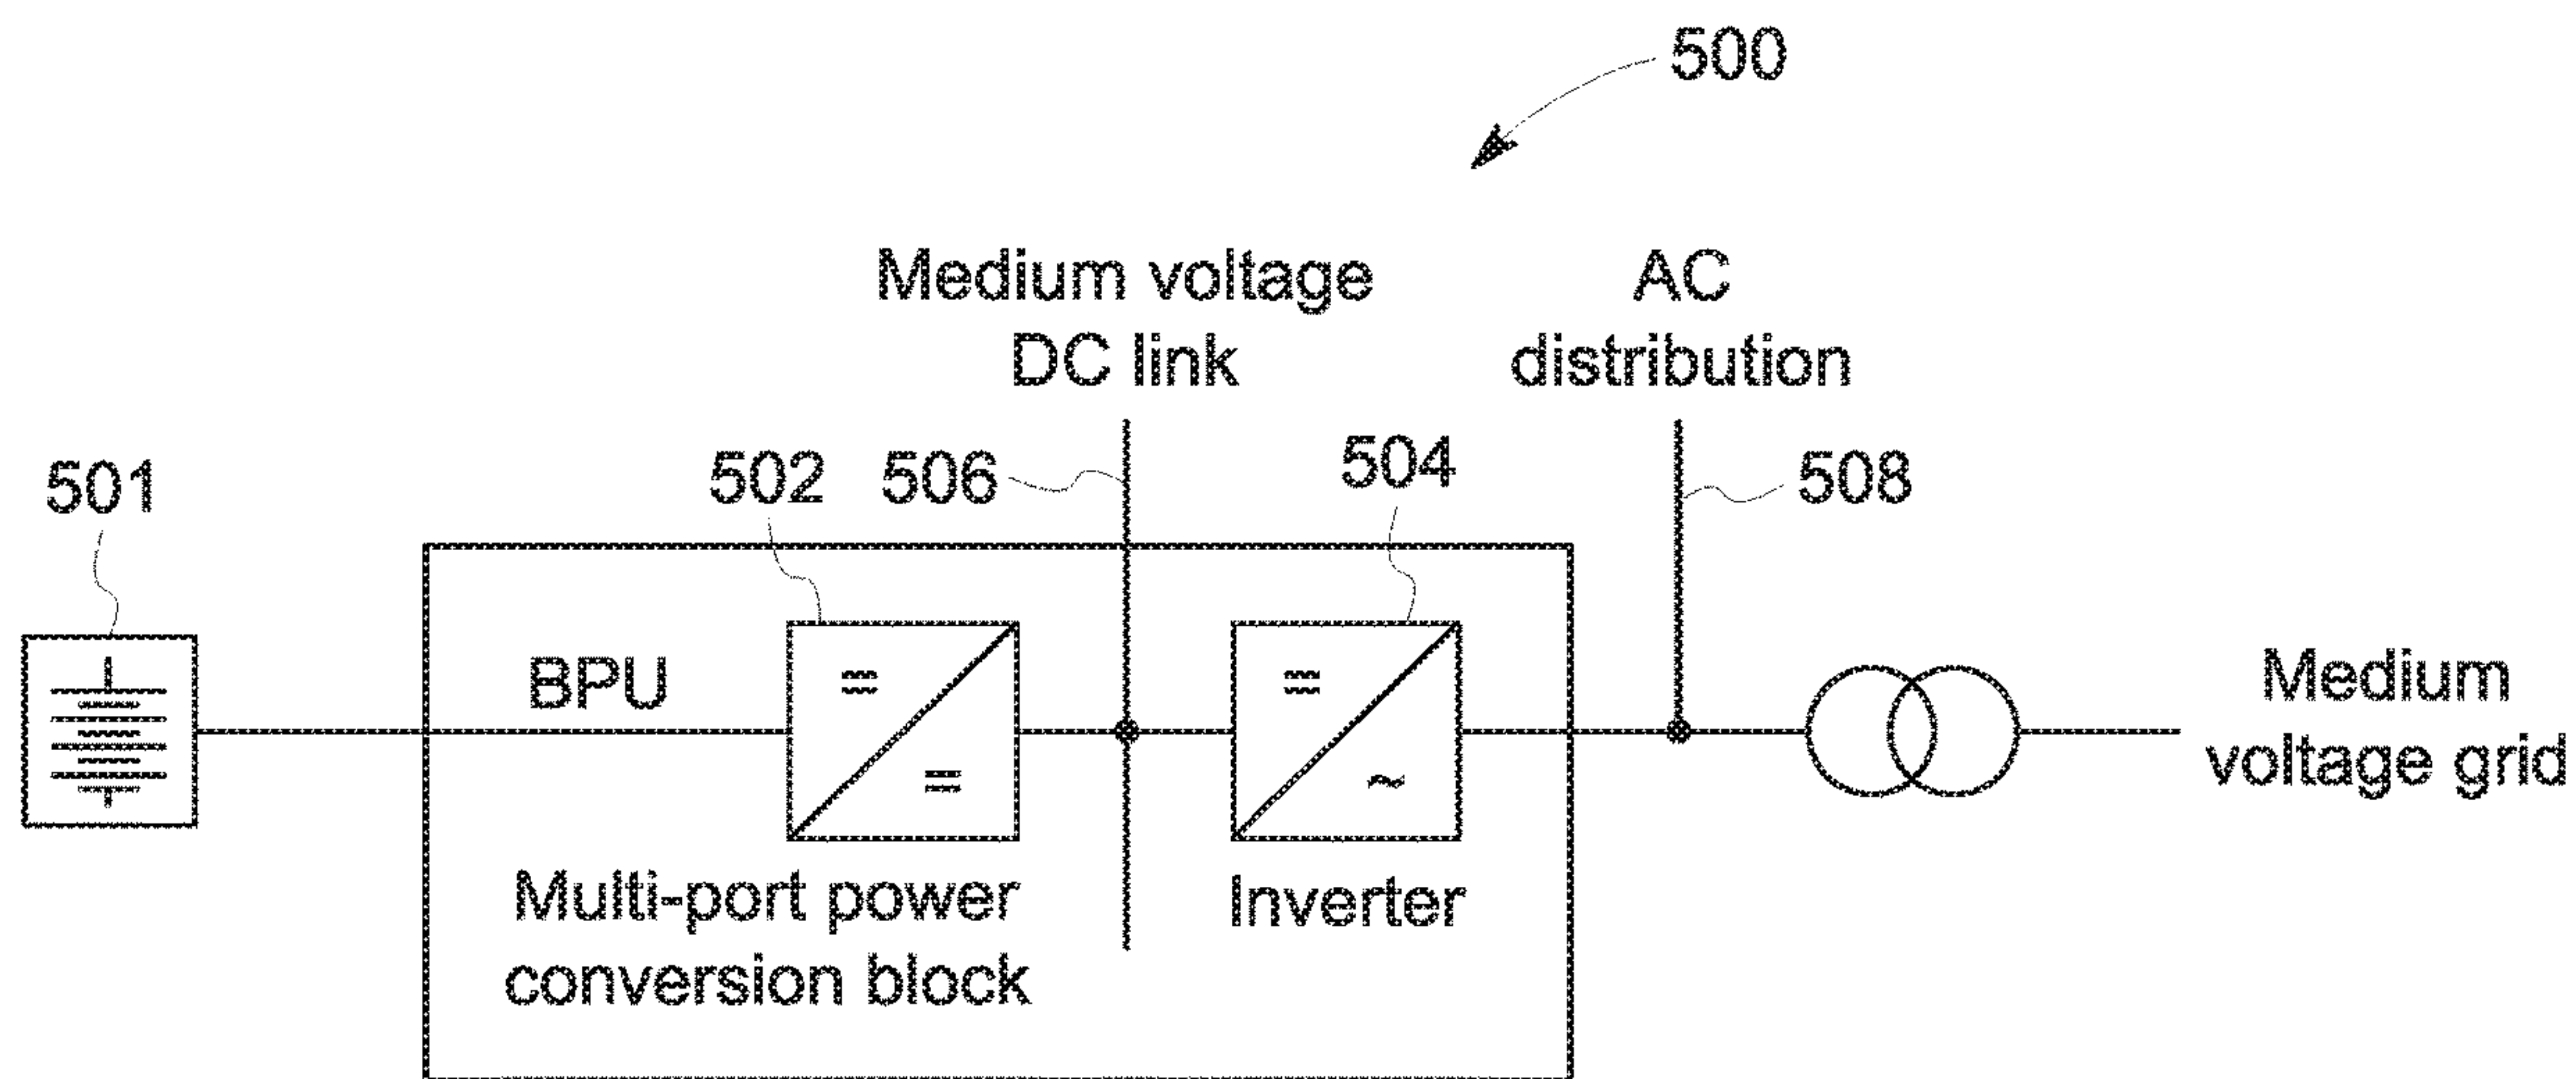 500
Medium voltage
DC link
AC
distribution
501
502
506
504
508
BPU
Multi-port power
conversion block
Inverter
Medium
voltage grid